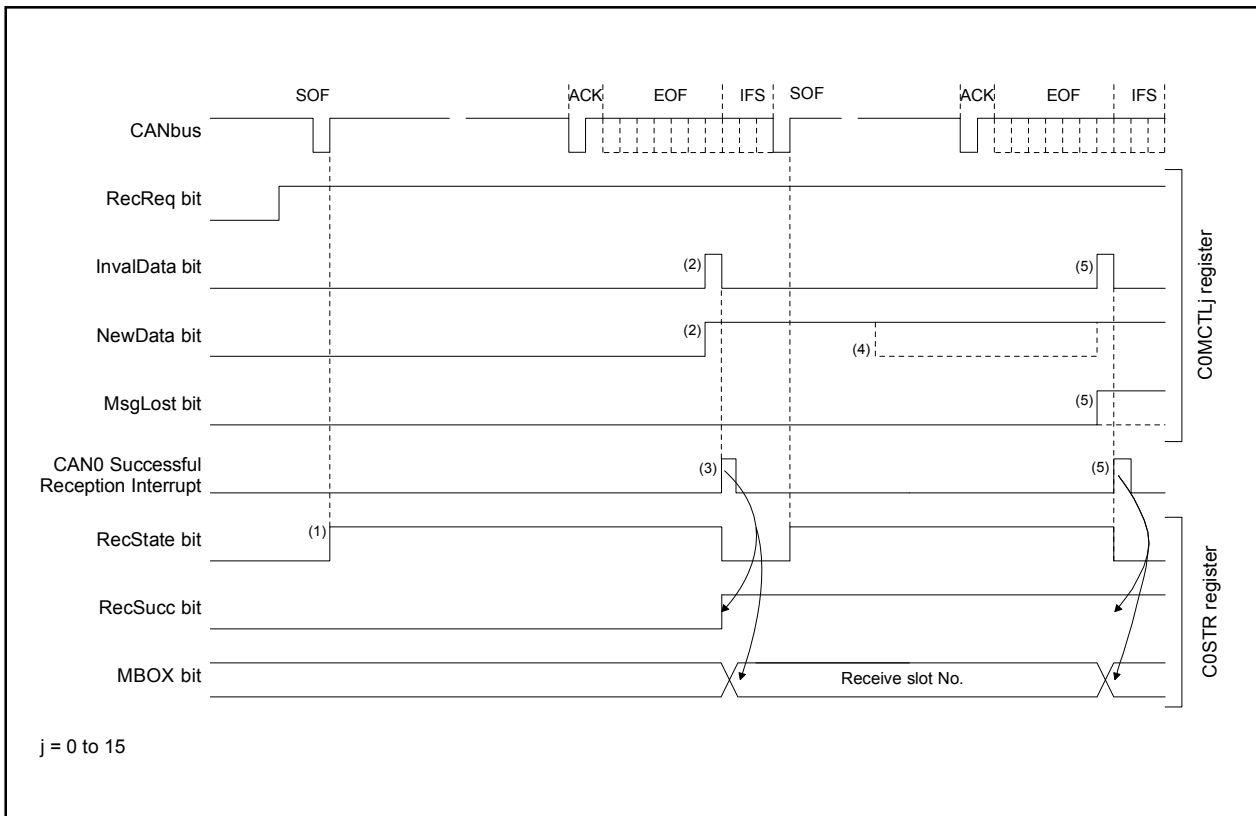 SOF ACK EOF IFS SOF ACK EOF IFS
CANbus
RecReq bit
InvalData bit (2) (5)
NewData bit (2) (4)
MsgLost bit (5)
C0MCTLj register
CAN0 Successful
Reception Interrupt (3) (5)
RecState bit (1)
RecSucc bit
MBOX bit Receive slot No.
C0STR register
j = 0 to 15